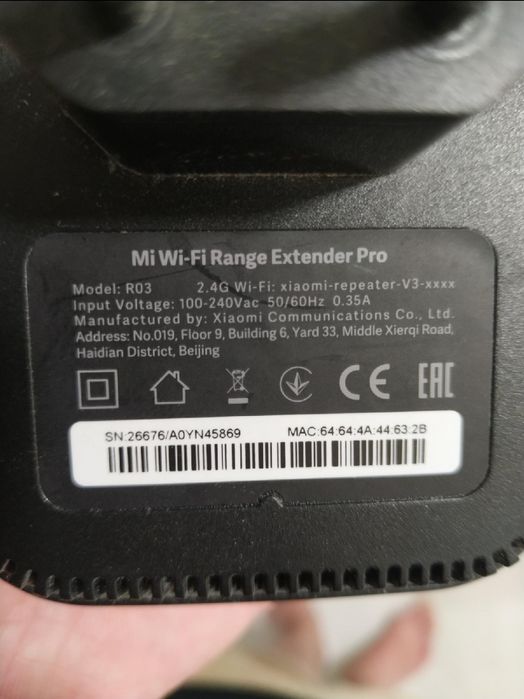 Mi Wi-Fi Range Extender Pro
Model: R03 2.4G Wi-Fi: xiaomi-repeater-V3-xxxx
Input Voltage: 100-240Vac 50/60Hz 0.35A
Manufactured by: Xiaomi Communications Co., Ltd.
Address: No.019, Floor 9, Building 6, Yard 33, Middle Xierqi Road,
Haidian District, Beijing
CE EAC
SN:26676/A0YN45869 MAC:64:64:4A:44:63:2B